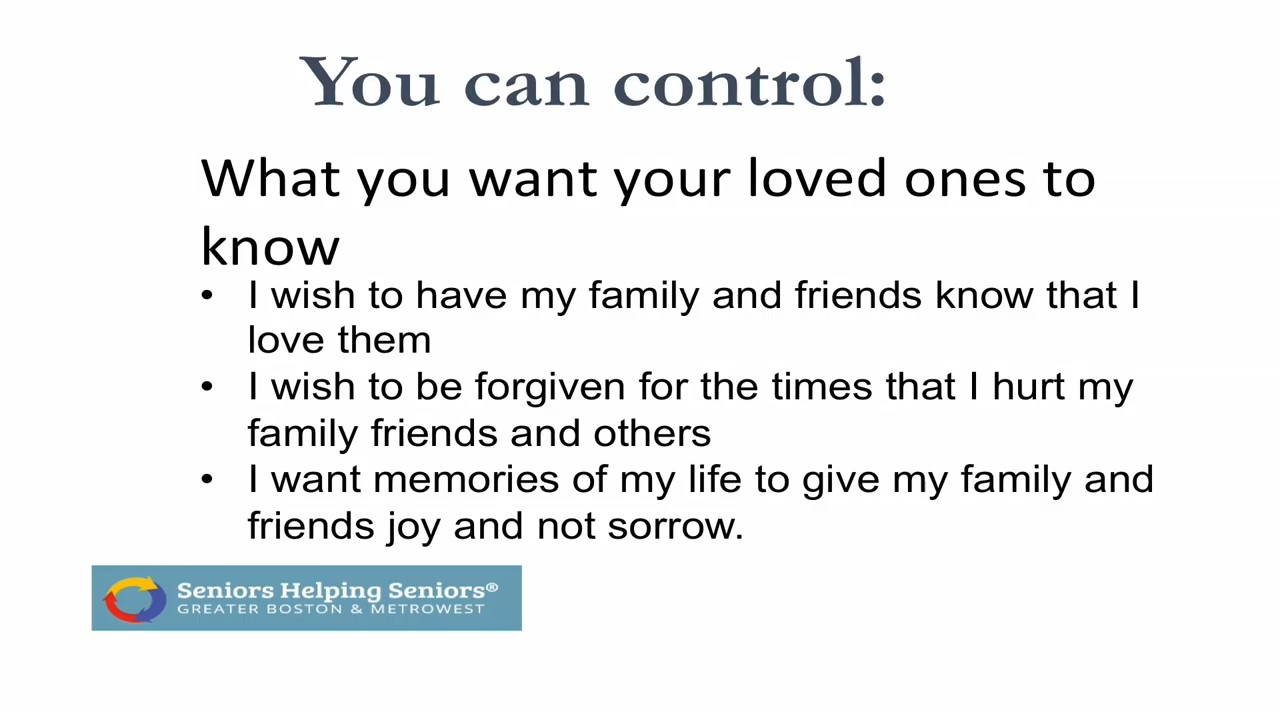 You can control:
What you want your loved ones to
know
• I wish to have my family and friends know that I
love them
• I wish to be forgiven for the times that I hurt my
family friends and others
• I want memories of my life to give my family and
friends joy and not sorrow.
Seniors Helping Seniors®
GREATER BOSTON & METROWEST